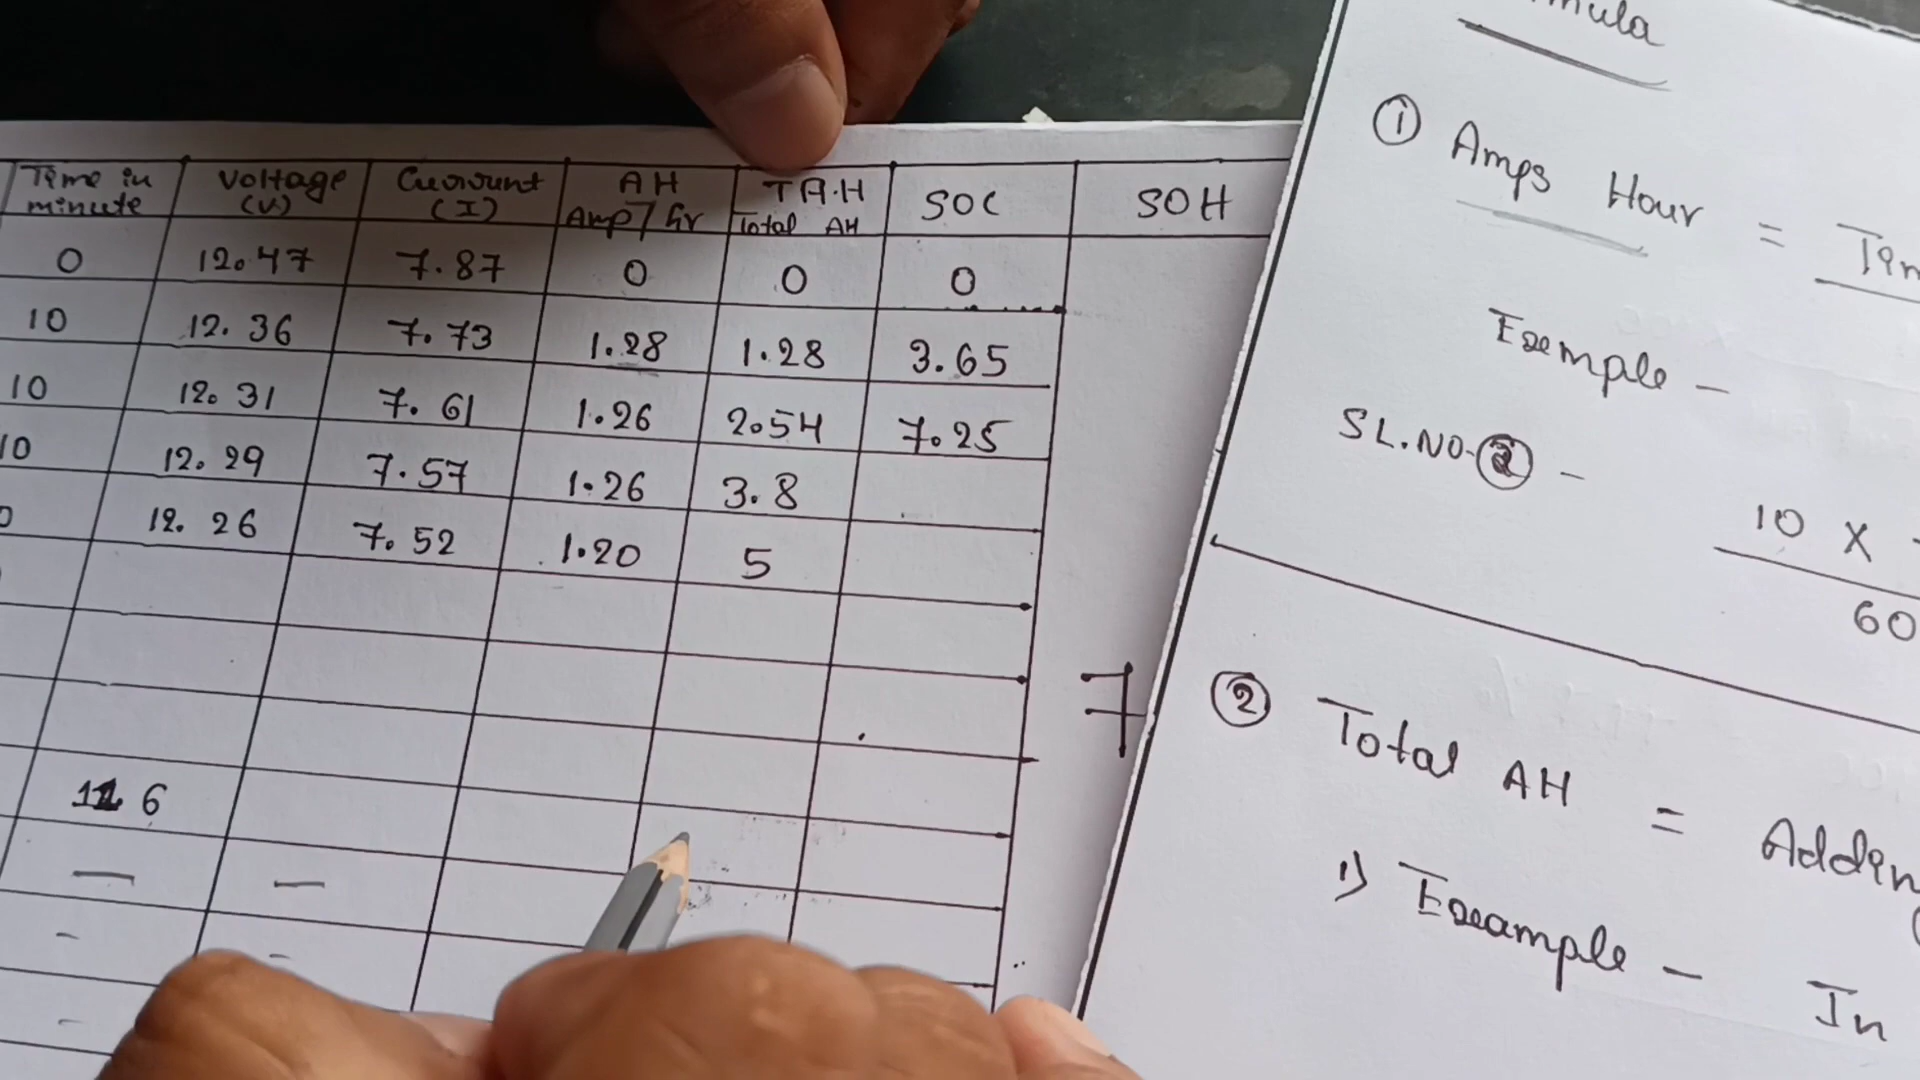 Time in minute | Voltage (V) | Current (I) | AH Amp/hr | T A.H Total AH | SOC | SOH
0 | 12.47 | 7.87 | 0 | 0 | 0
10 | 12.36 | 7.73 | 1.28 | 1.28 | 3.65
10 | 12.31 | 7.61 | 1.26 | 2.54 | 7.25
10 | 12.29 | 7.57 | 1.26 | 3.8
0 | 12.26 | 7.52 | 1.20 | 5
6
7
① Amps Hour =
Exemple –
SL.NO-② –
10 X
60
② Total AH =
1) Example – In